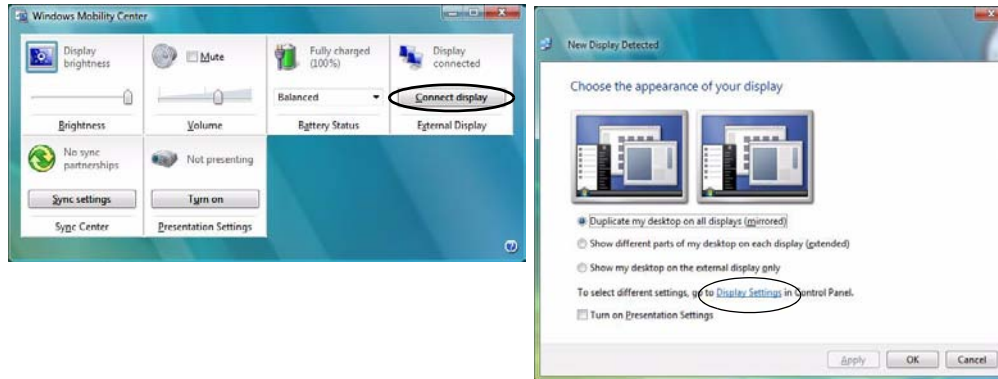 Windows Mobility Center
Display brightness
Brightness
Mute
Volume
Fully charged (100%)
Balanced
Battery Status
Display connected
Connect display
External Display
No sync partnerships
Sync settings
Sync Center
Not presenting
Turn on
Presentation Settings
New Display Detected
Choose the appearance of your display
Duplicate my desktop on all displays (mirrored)
Show different parts of my desktop on each display (extended)
Show my desktop on the external display only
To select different settings, go to Display Settings in Control Panel.
Turn on Presentation Settings
Apply
OK
Cancel